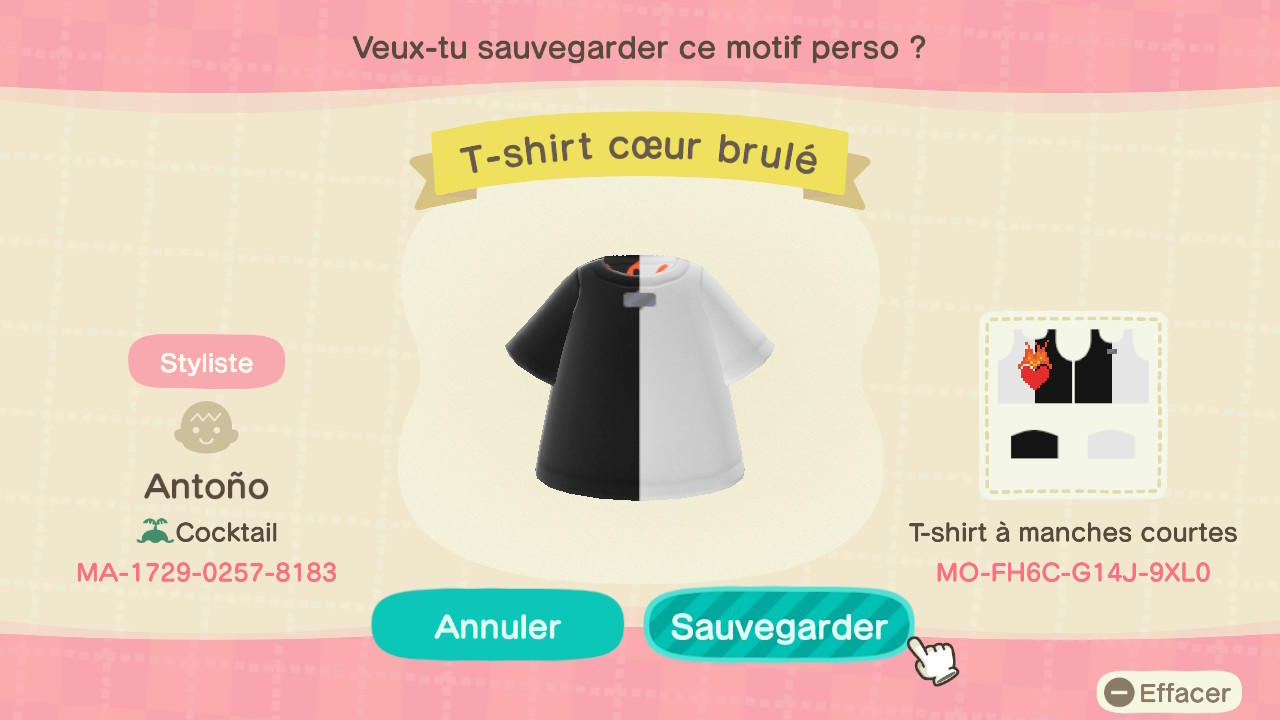 Veux-tu sauvegarder ce motif perso ?
T-shirt cœur brulé
Styliste
Antoño
Cocktail
MA-1729-0257-8183
T-shirt à manches courtes
MO-FH6C-G14J-9XL0
Annuler
Sauvegarder
Effacer